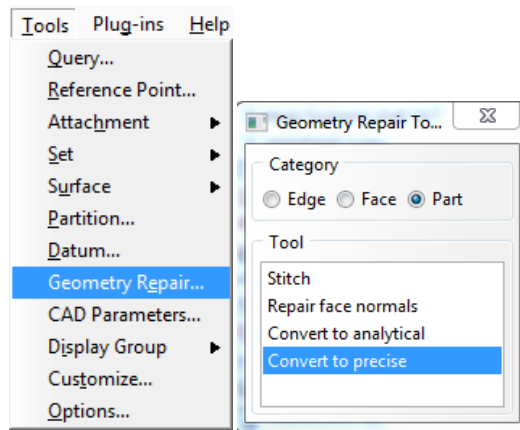 Tools Plug-ins Help
Query...
Reference Point...
Attachment
Set
Surface
Partition...
Datum...
Geometry Repair...
CAD Parameters...
Display Group
Customize...
Options...
Geometry Repair To...
Category
Edge Face Part
Tool
Stitch
Repair face normals
Convert to analytical
Convert to precise